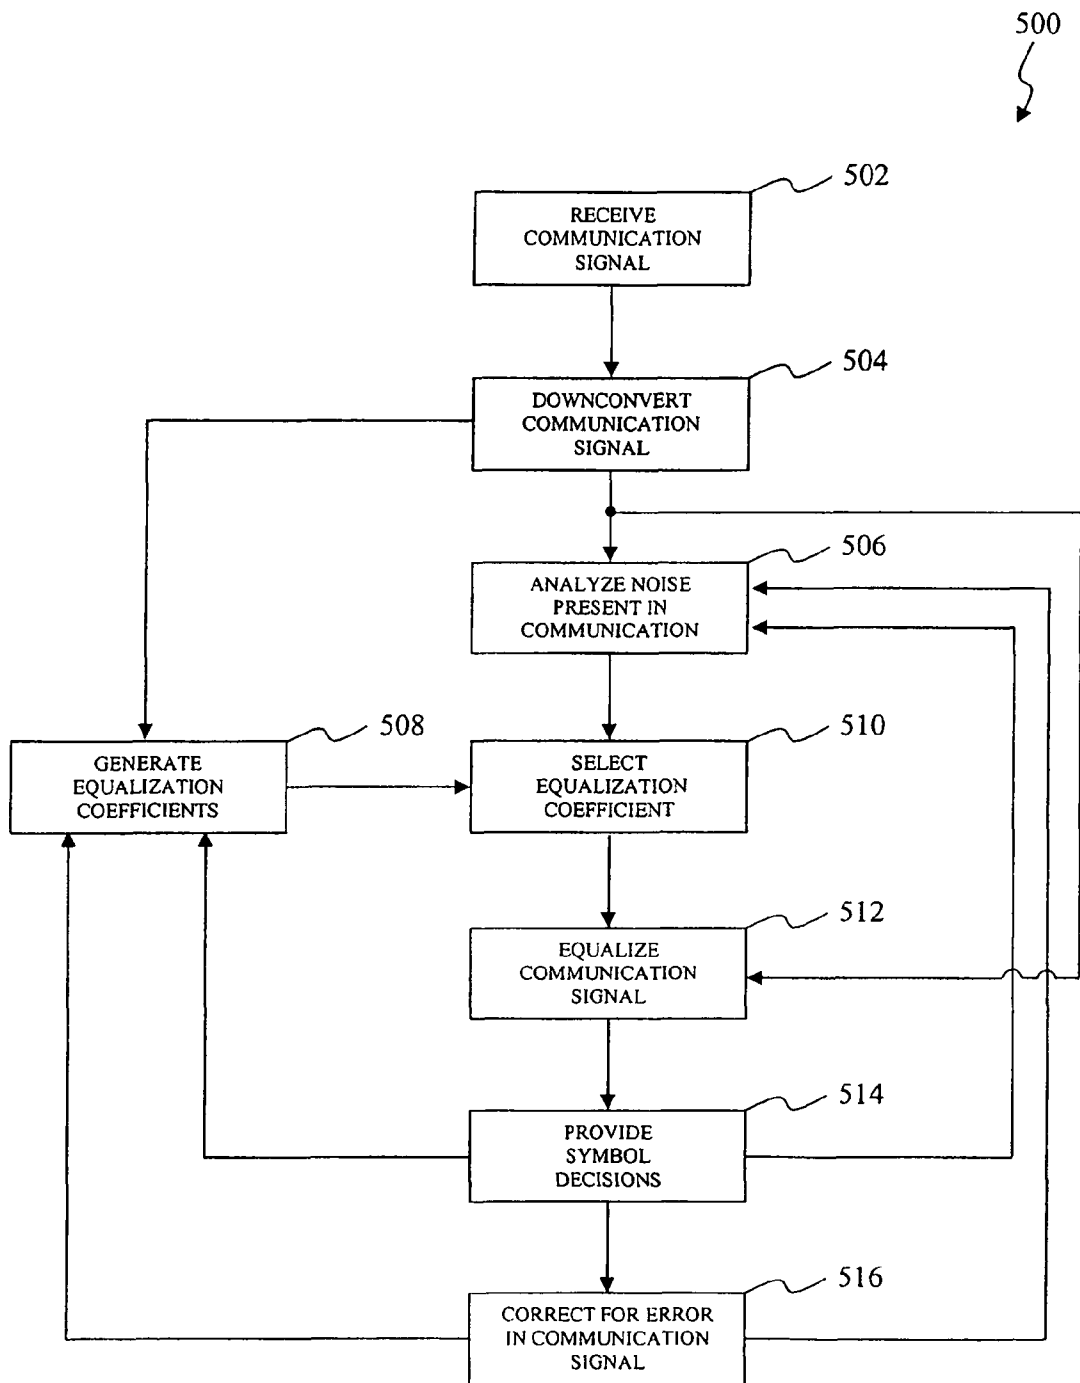 500
502
RECEIVE
COMMUNICATION
SIGNAL
504
DOWNCONVERT
COMMUNICATION
SIGNAL
506
ANALYZE NOISE
PRESENT IN
COMMUNICATION
508
GENERATE
EQUALIZATION
COEFFICIENTS
510
SELECT
EQUALIZATION
COEFFICIENT
512
EQUALIZE
COMMUNICATION
SIGNAL
514
PROVIDE
SYMBOL
DECISIONS
516
CORRECT FOR ERROR
IN COMMUNICATION
SIGNAL